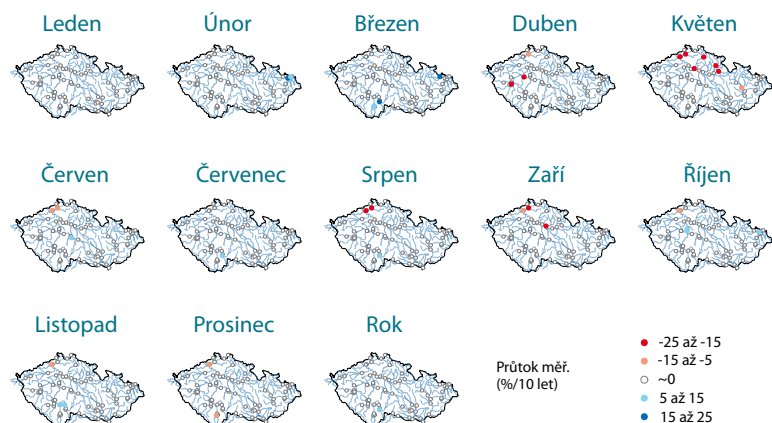 Leden
Únor
Březen
Duben
Květen
Červen
Červenec
Srpen
Zaří
Říjen
Listopad
Prosinec
Rok
Průtok měř.
(%/10 let)
-25 až -15
-15 až -5
~0
5 až 15
15 až 25